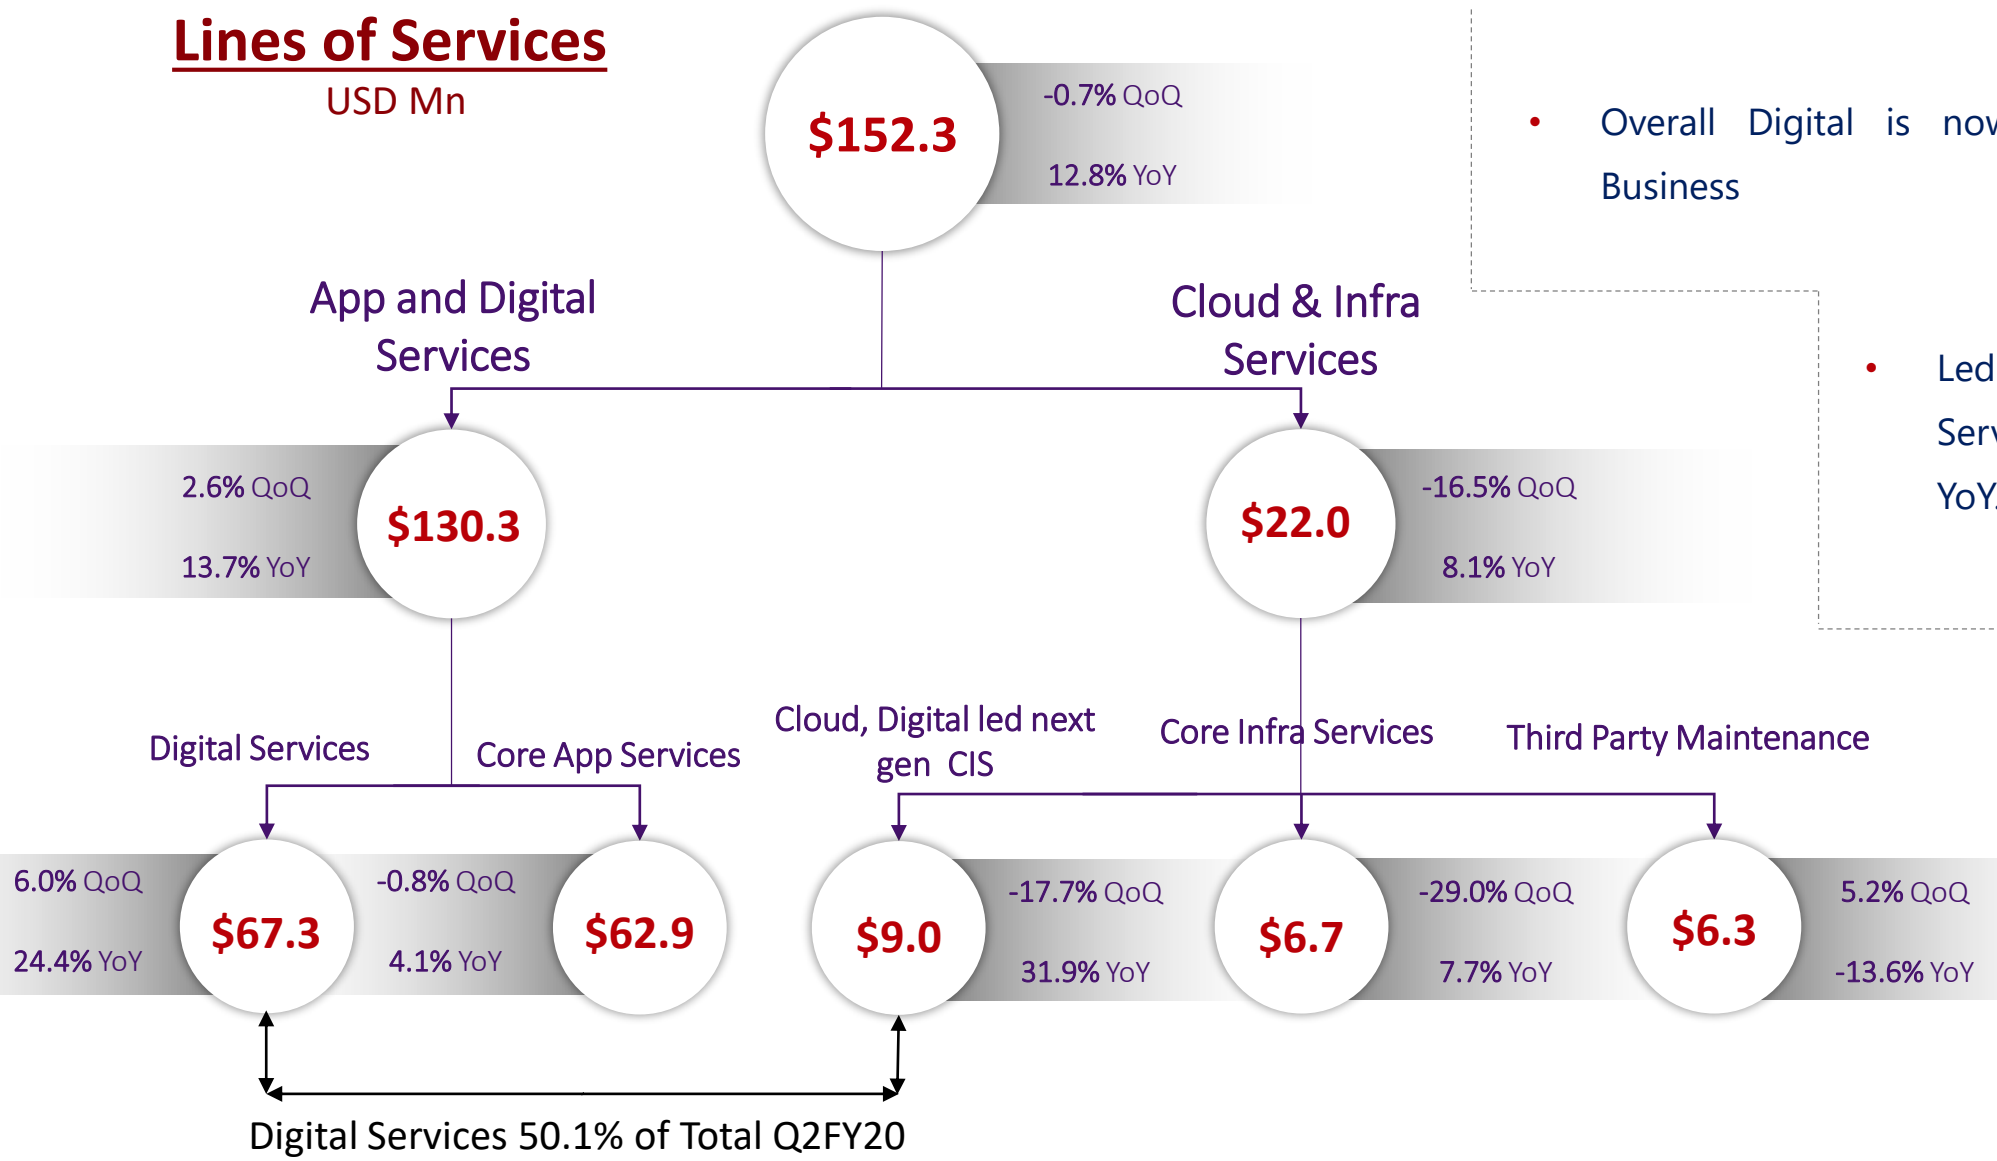 Lines of Services
USD Mn
$152.3
-0.7% QoQ
12.8% YoY
• Overall Digital is
Business
App and Digital
Services
Cloud & Infra
Services
• Led
YoY
2.6% QoQ
13.7% YoY
$130.3
$22.0
-16.5% QoQ
8.1% YoY
Digital Services
Core App Services
Cloud, Digital led next
gen CIS
Core Infra Services
Third Party Maintenance
6.0% QoQ
24.4% YoY
$67.3
-0.8% QoQ
4.1% YoY
$62.9
$9.0
-17.7% QoQ
31.9% YoY
$6.7
-29.0% QoQ
7.7% YoY
$6.3
5.2% QoQ
-13.6% YoY
Digital Services 50.1% of Total Q2FY20